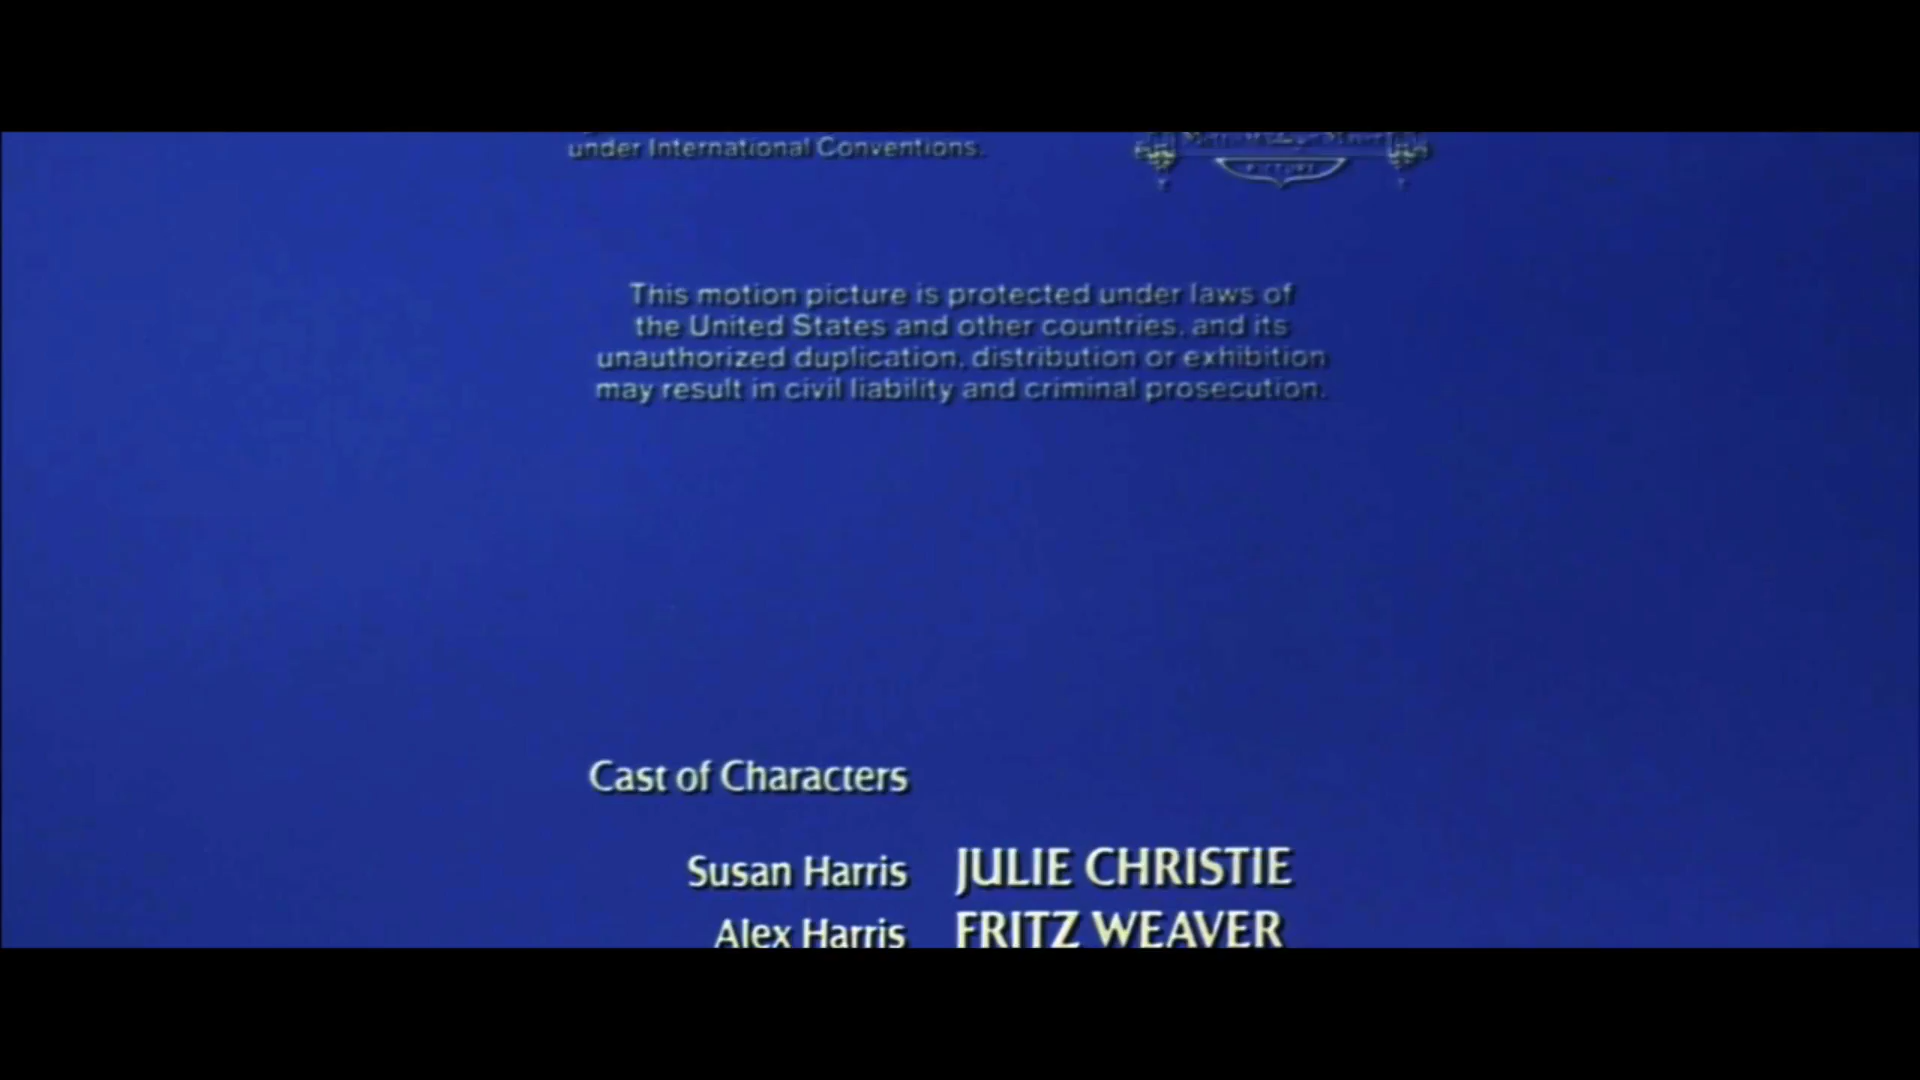 under International Conventions.
PICTURE
This motion picture is protected under laws of
the United States and other countries, and its
unauthorized duplication, distribution or exhibition
may result in civil liability and criminal prosecution.
Cast of Characters
Susan Harris JULIE CHRISTIE
Alex Harris FRITZ WEAVER